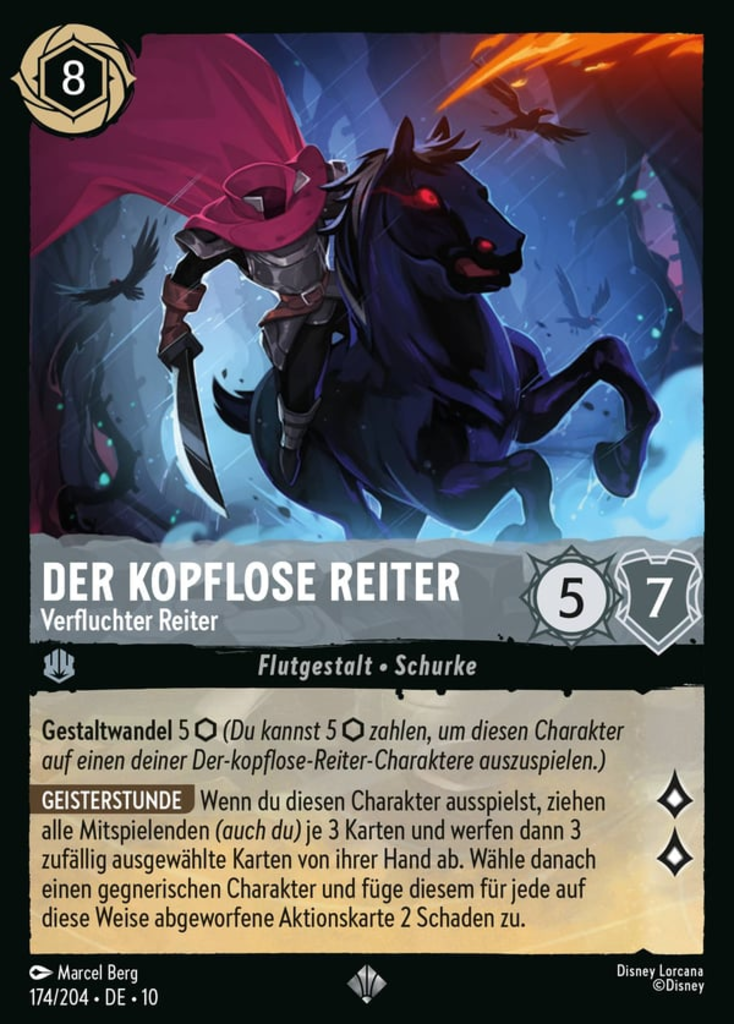 8
DER KOPFLOSE REITER
Verfluchter Reiter
5
7
Flutgestalt • Schurke
Gestaltwandel 5 ⬡ (Du kannst 5 ⬡ zahlen, um diesen Charakter
auf einen deiner Der-kopflose-Reiter-Charaktere auszuspielen.)
GEISTERSTUNDE Wenn du diesen Charakter ausspielst, ziehen
alle Mitspielenden (auch du) je 3 Karten und werfen dann 3
zufällig ausgewählte Karten von ihrer Hand ab. Wähle danach
einen gegnerischen Charakter und füge diesem für jede auf
diese Weise abgeworfene Aktionskarte 2 Schaden zu.
Marcel Berg
174/204 • DE • 10
Disney Lorcana
©Disney